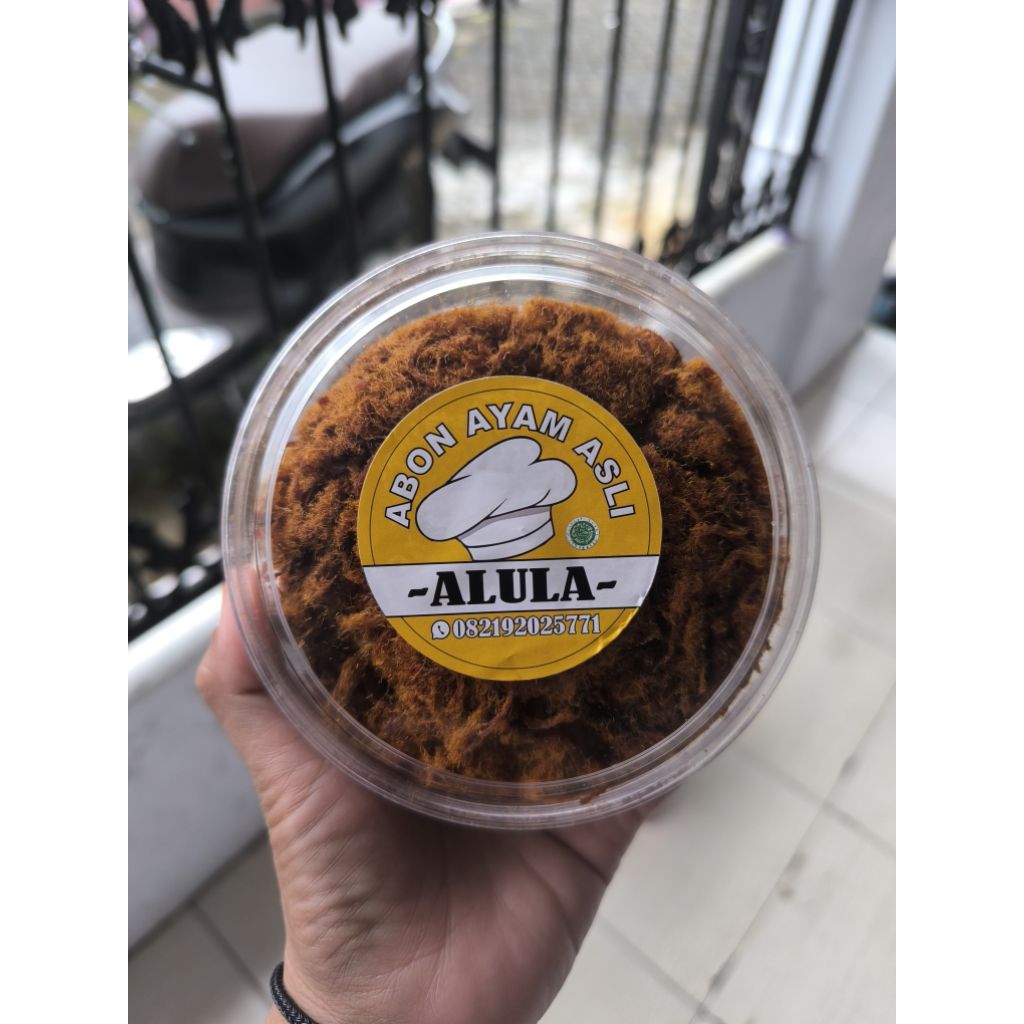 ABON AYAM ASLI
-ALULA-
082192025771